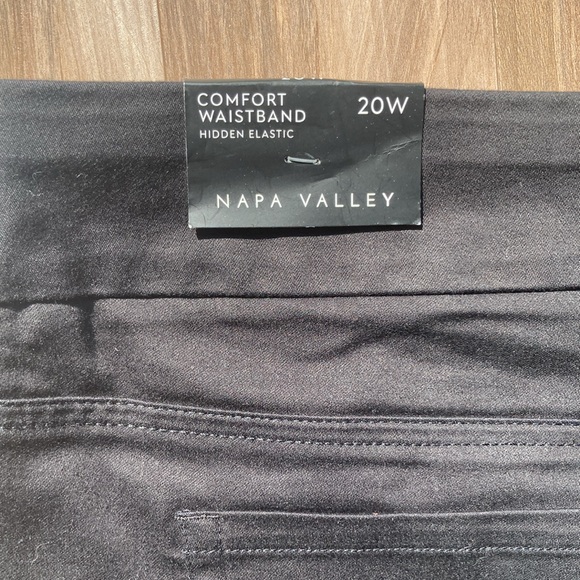 COMFORT
WAISTBAND
HIDDEN ELASTIC
20W
NAPA VALLEY